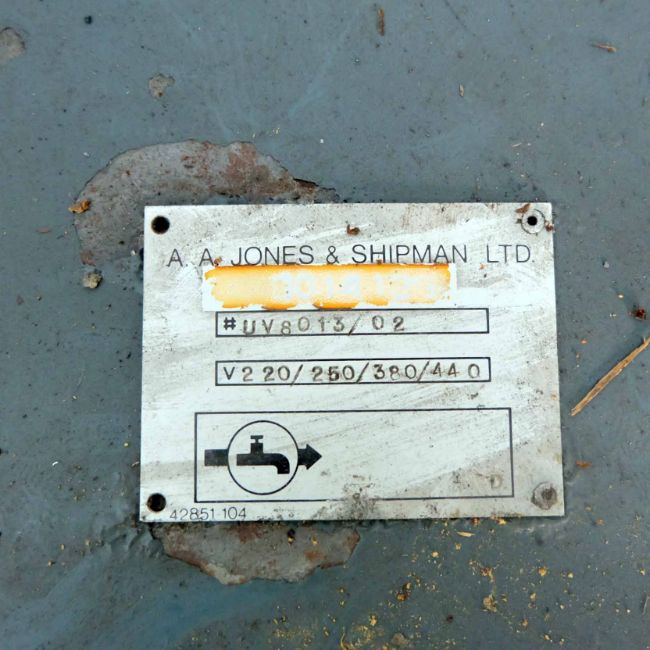 A. A. JONES & SHIPMAN LTD.
#UV8013/02
V220/250/380/440
42851-104